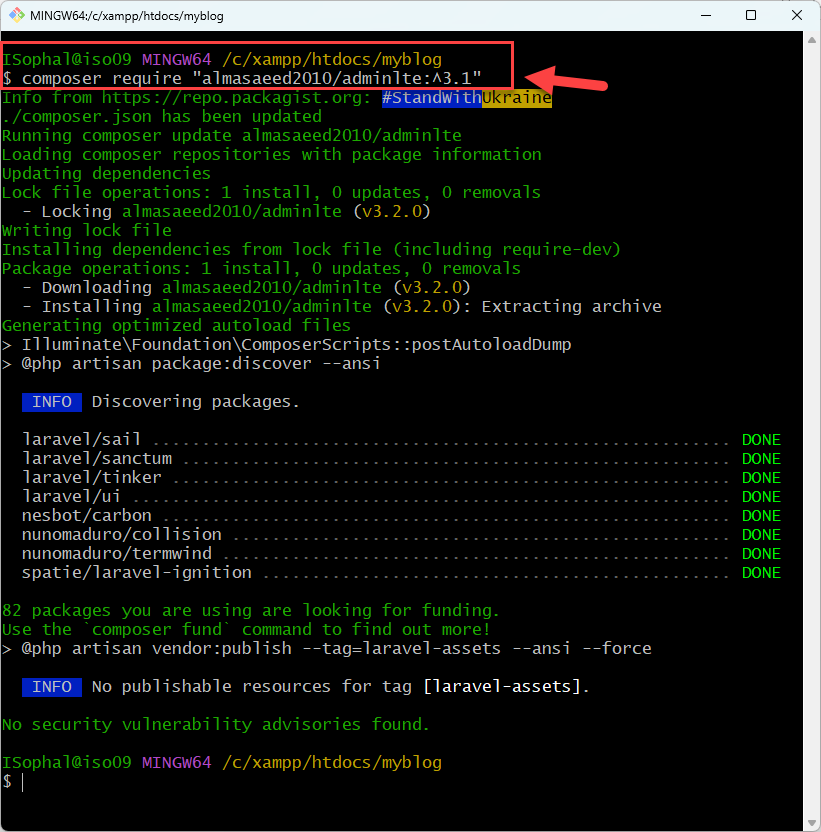 MINGW64:/c/xampp/htdocs/myblog
ISophal@iso09 MINGW64 /c/xampp/htdocs/myblog
$ composer require "almasaeed2010/adminlte:^3.1"
Info from https://repo.packagist.org: #StandWithUkraine
./composer.json has been updated
Running composer update almasaeed2010/adminlte
Loading composer repositories with package information
Updating dependencies
Lock file operations: 1 install, 0 updates, 0 removals
  - Locking almasaeed2010/adminlte (v3.2.0)
Writing lock file
Installing dependencies from lock file (including require-dev)
Package operations: 1 install, 0 updates, 0 removals
  - Downloading almasaeed2010/adminlte (v3.2.0)
  - Installing almasaeed2010/adminlte (v3.2.0): Extracting archive
Generating optimized autoload files
> Illuminate\Foundation\ComposerScripts::postAutoloadDump
> @php artisan package:discover --ansi
  INFO  Discovering packages.
  laravel/sail .......................................................... DONE
  laravel/sanctum ....................................................... DONE
  laravel/tinker ........................................................ DONE
  laravel/ui ............................................................ DONE
  nesbot/carbon ......................................................... DONE
  nunomaduro/collision .................................................. DONE
  nunomaduro/termwind ................................................... DONE
  spatie/laravel-ignition ............................................... DONE
82 packages you are using are looking for funding.
Use the `composer fund` command to find out more!
> @php artisan vendor:publish --tag=laravel-assets --ansi --force
  INFO  No publishable resources for tag [laravel-assets].
No security vulnerability advisories found.
ISophal@iso09 MINGW64 /c/xampp/htdocs/myblog
$